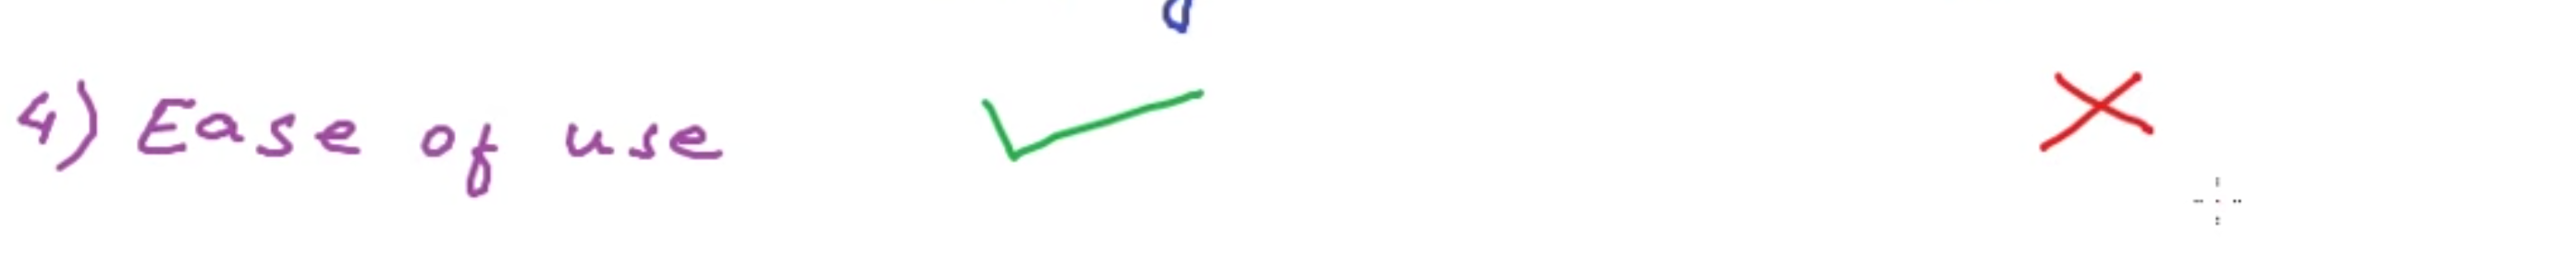 4) Ease of use ✓ ✗